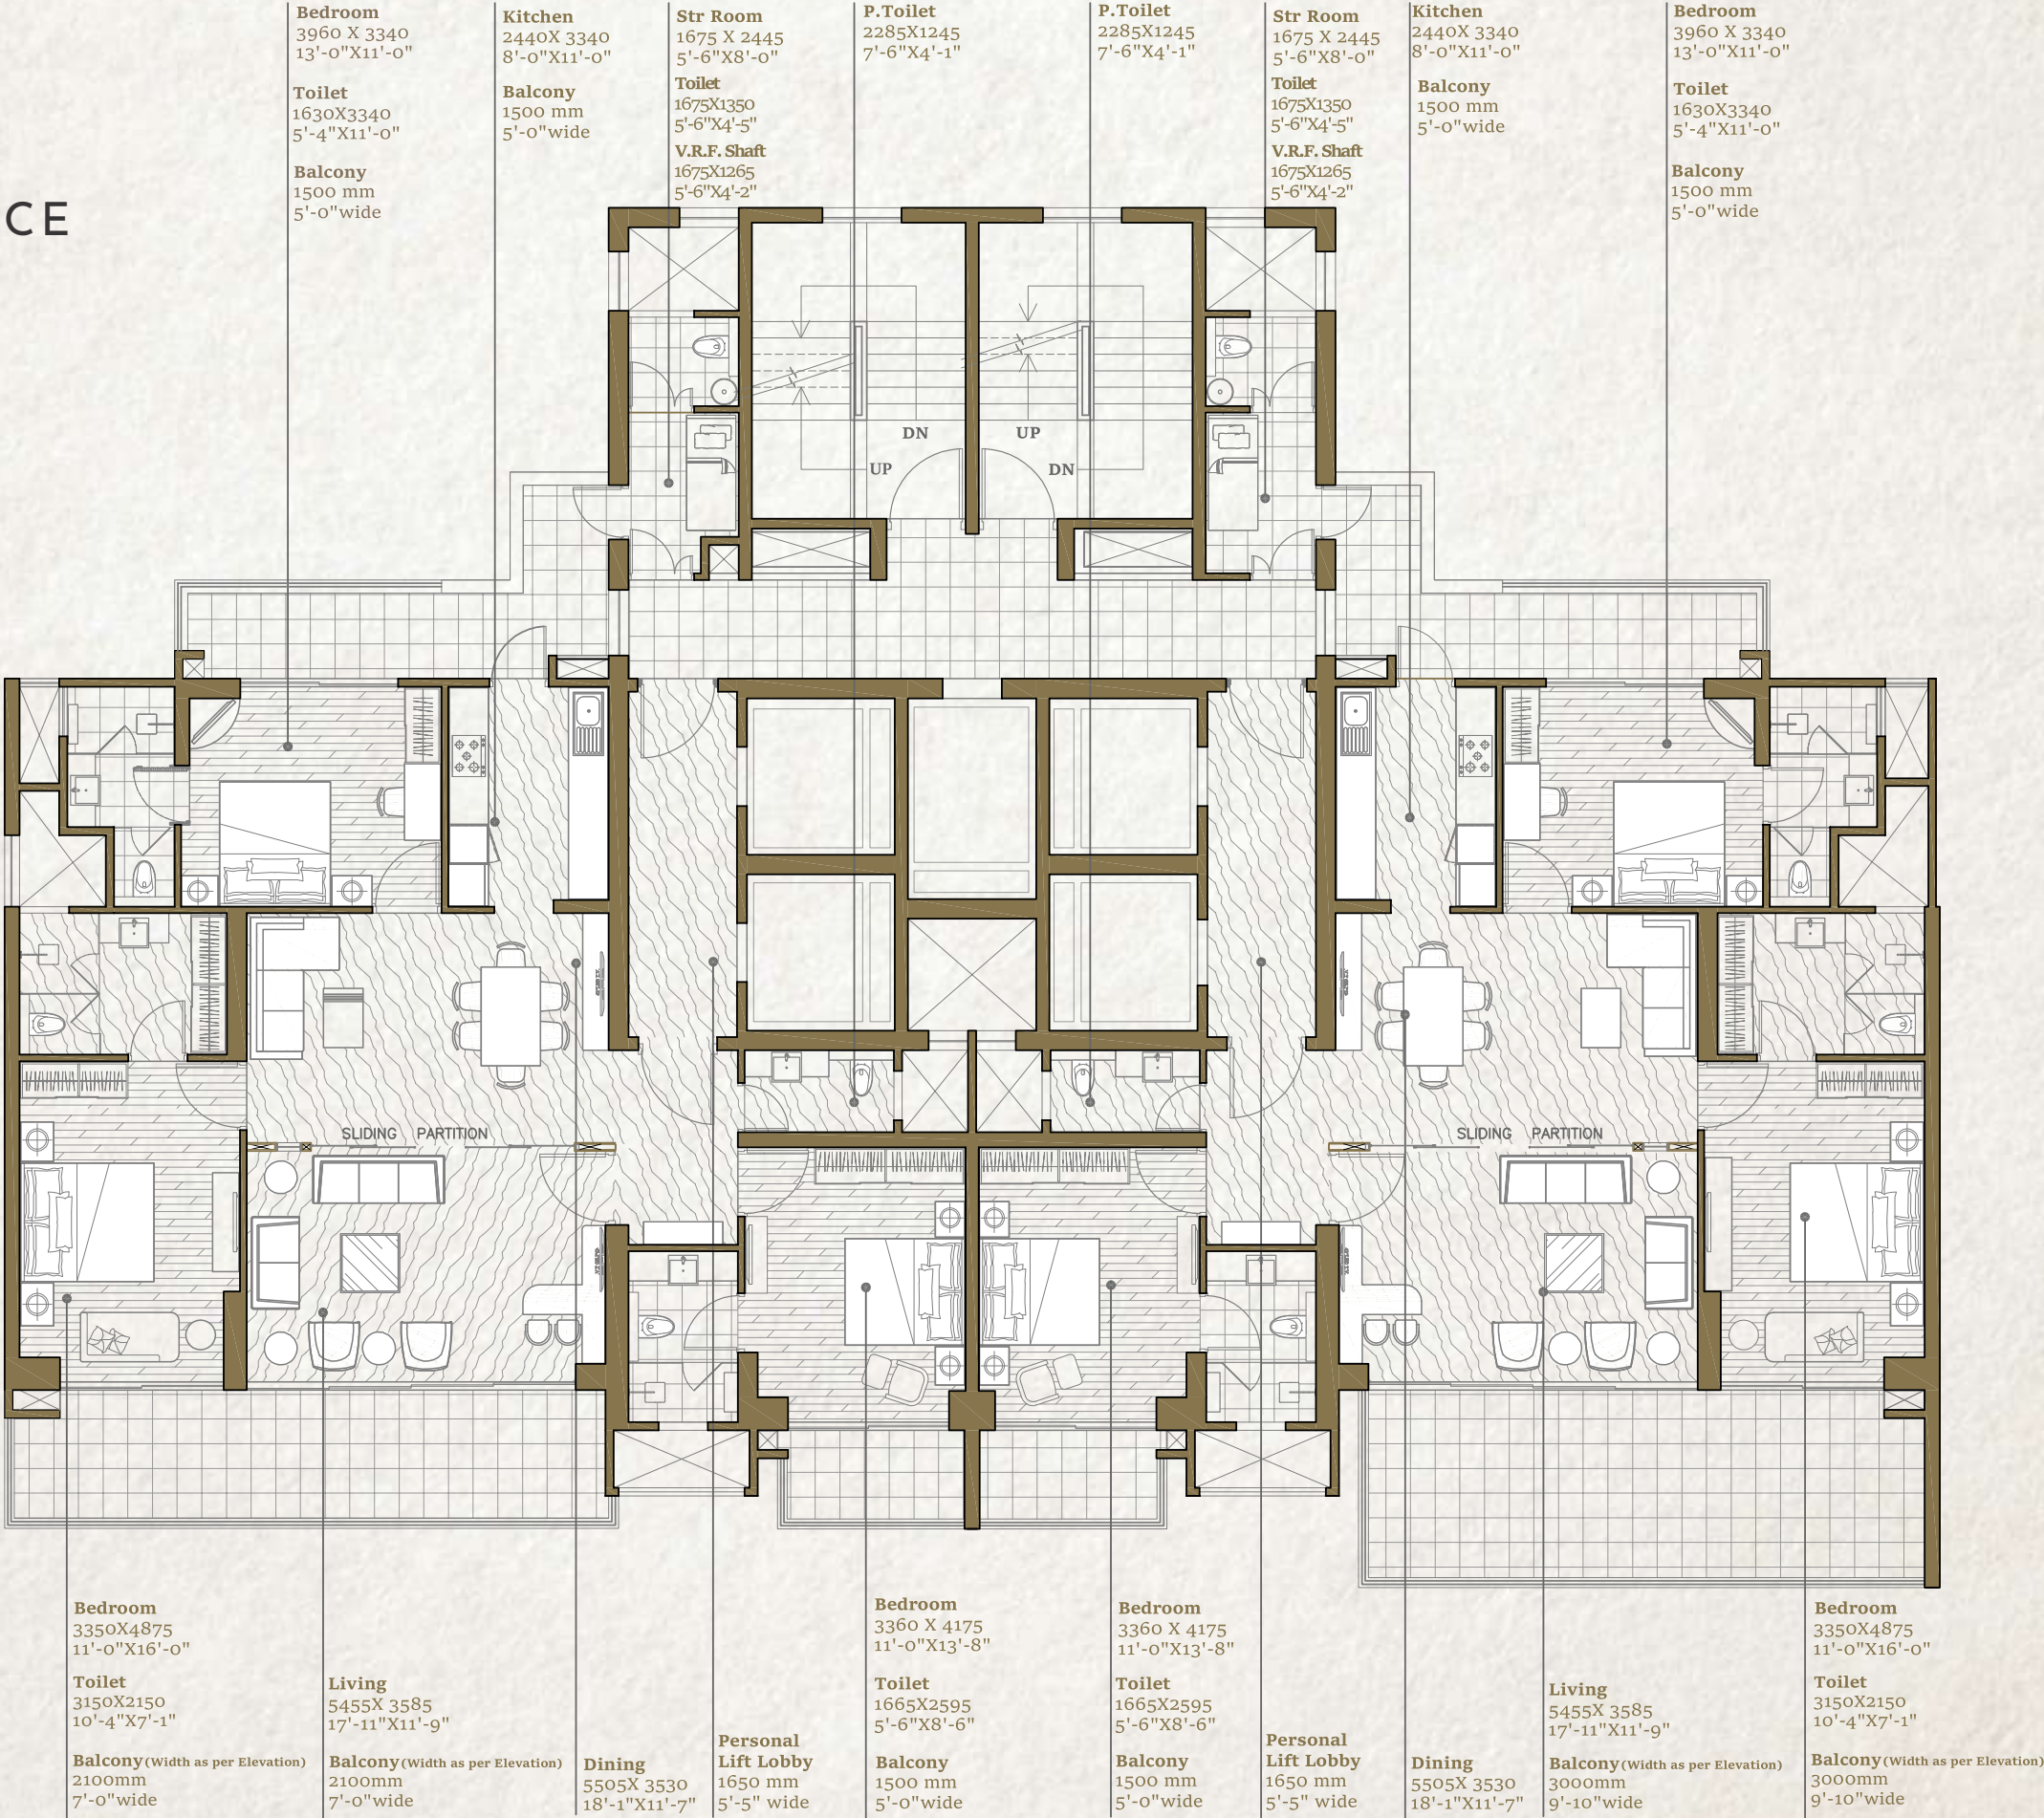 Bedroom
3960 X 3340
13'-0"X11'-0"
Toilet
1630X3340
5'-4"X11'-0"
Balcony
1500 mm
5'-0"wide
Kitchen
2440X 3340
8'-0"X11'-0"
Balcony
1500 mm
5'-0"wide
Str Room
1675 X 2445
5'-6"X8'-0"
Toilet
1675X1350
5'-6"X4'-5"
V.R.F. Shaft
1675X1265
5'-6"X4'-2"
P.Toilet
2285X1245
7'-6"X4'-1"
P.Toilet
2285X1245
7'-6"X4'-1"
Str Room
1675 X 2445
5'-6"X8'-0"
Toilet
1675X1350
5'-6"X4'-5"
V.R.F. Shaft
1675X1265
5'-6"X4'-2"
Kitchen
2440X 3340
8'-0"X11'-0"
Balcony
1500 mm
5'-0"wide
Bedroom
3960 X 3340
13'-0"X11'-0"
Toilet
1630X3340
5'-4"X11'-0"
Balcony
1500 mm
5'-0"wide
CE
DN
UP
UP
DN
SLIDING PARTITION
SLIDING PARTITION
Bedroom
3350X4875
11'-0"X16'-0"
Toilet
3150X2150
10'-4"X7'-1"
Balcony(Width as per Elevation)
2100mm
7'-0"wide
Living
5455X 3585
17'-11"X11'-9"
Balcony(Width as per Elevation)
2100mm
7'-0"wide
Dining
5505X 3530
18'-1"X11'-7"
Personal
Lift Lobby
1650 mm
5'-5" wide
Bedroom
3360 X 4175
11'-0"X13'-8"
Toilet
1665X2595
5'-6"X8'-6"
Balcony
1500 mm
5'-0"wide
Bedroom
3360 X 4175
11'-0"X13'-8"
Toilet
1665X2595
5'-6"X8'-6"
Balcony
1500 mm
5'-0"wide
Personal
Lift Lobby
1650 mm
5'-5" wide
Dining
5505X 3530
18'-1"X11'-7"
Living
5455X 3585
17'-11"X11'-9"
Balcony(Width as per Elevation)
3000mm
9'-10"wide
Bedroom
3350X4875
11'-0"X16'-0"
Toilet
3150X2150
10'-4"X7'-1"
Balcony(Width as per Elevation)
3000mm
9'-10"wide